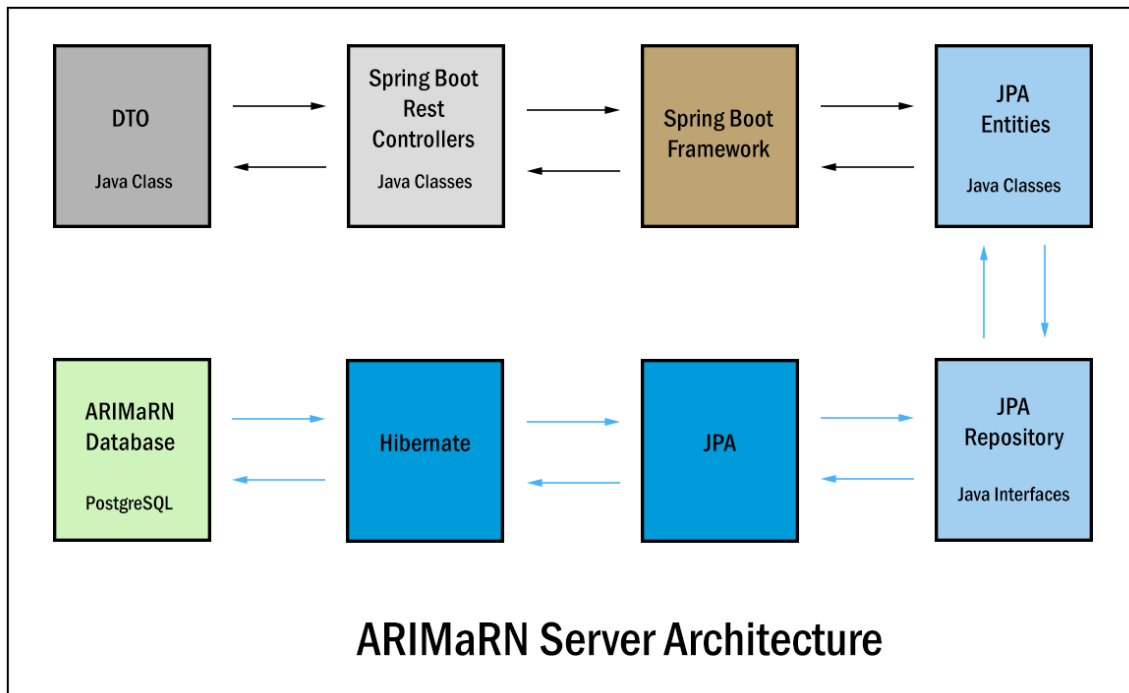 DTO
Java Class
Spring Boot
Rest
Controllers
Java Classes
Spring Boot
Framework
JPA
Entities
Java Classes
ARIMaRN
Database
PostgreSQL
Hibernate
JPA
JPA
Repository
Java Interfaces
ARIMaRN Server Architecture